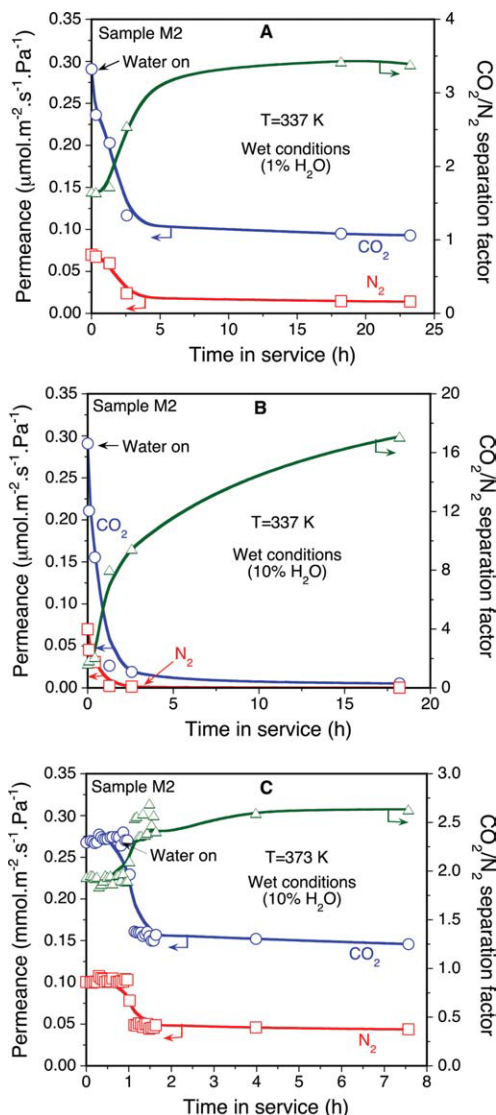 Sample M2
A
Water on
T=337 K
Wet conditions
(1% H₂O)
CO₂
N₂
Permeance (μmol.m⁻².s⁻¹.Pa⁻¹)
CO₂/N₂ separation factor
0.35
0.30
0.25
0.20
0.15
0.10
0.05
0.00
4
3
2
1
0
0 5 10 15 20 25
Time in service (h)
Sample M2
B
Water on
CO₂
T=337 K
Wet conditions
(10% H₂O)
N₂
Permeance (μmol.m⁻².s⁻¹.Pa⁻¹)
CO₂/N₂ separation factor
0.35
0.30
0.25
0.20
0.15
0.10
0.05
0.00
20
16
12
8
4
0
0 5 10 15 20
Time in service (h)
Sample M2
C
Water on
T=373 K
Wet conditions
(10% H₂O)
CO₂
N₂
Permeance (mmol.m⁻².s⁻¹.Pa⁻¹)
CO₂/N₂ separation factor
0.35
0.30
0.25
0.20
0.15
0.10
0.05
0.00
3.0
2.5
2.0
1.5
1.0
0.5
0.0
0 1 2 3 4 5 6 7 8
Time in service (h)